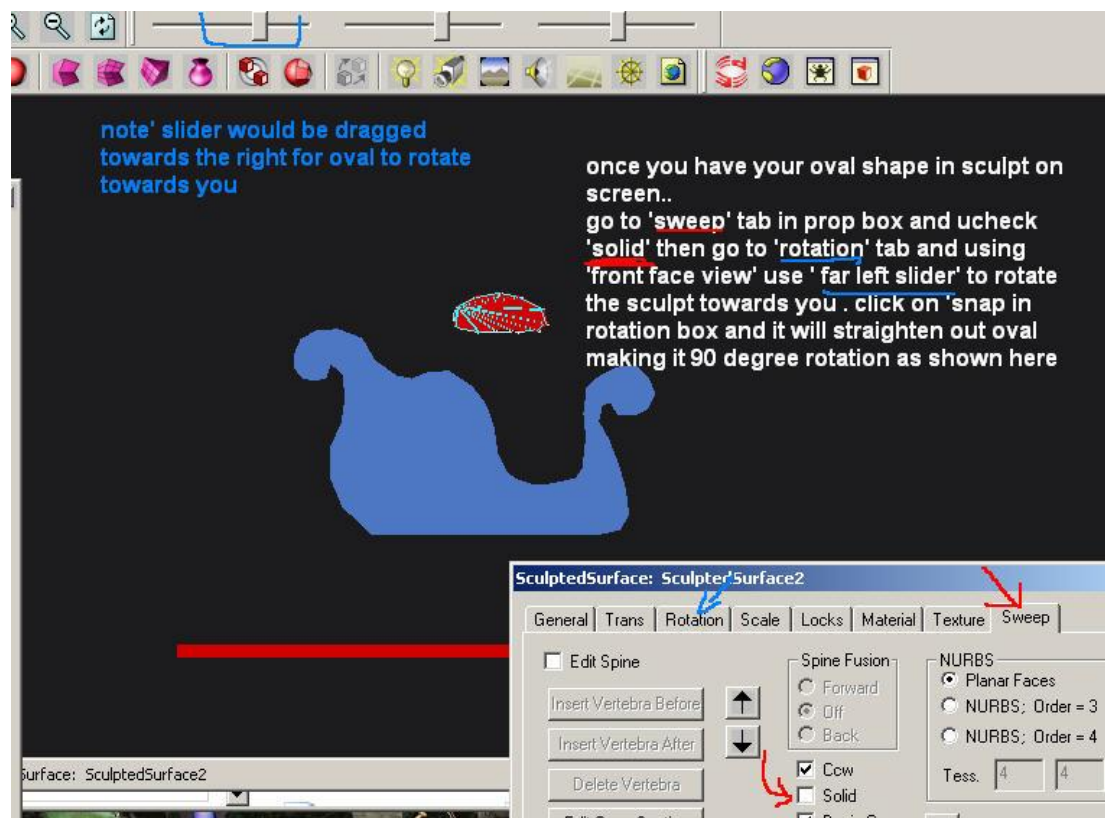 note' slider would be dragged
towards the right for oval to rotate
towards you
once you have your oval shape in sculpt on
screen..
go to 'sweep' tab in prop box and ucheck
'solid' then go to 'rotation' tab and using
'front face view' use ' far left slider' to rotate
the sculpt towards you . click on 'snap in
rotation box and it will straighten out oval
making it 90 degree rotation as shown here
SculptedSurface: SculptedSurface2
General Trans Rotation Scale Locks Material Texture Sweep
Edit Spine
Spine Fusion
NURBS
Forward
Planar Faces
Insert Vertebra Before
Off
NURBS; Order = 3
Back
NURBS; Order = 4
Insert Vertebra After
Ccw
Tess. 4 4
Delete Vertebra
Solid
Surface: SculptedSurface2